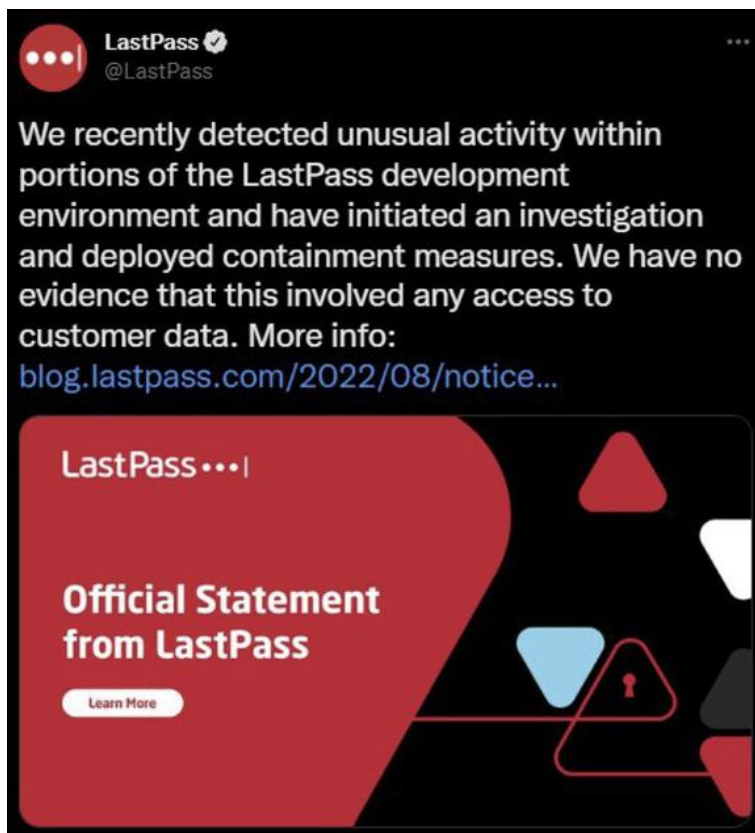 LastPass
@LastPass
We recently detected unusual activity within
portions of the LastPass development
environment and have initiated an investigation
and deployed containment measures. We have no
evidence that this involved any access to
customer data. More info:
blog.lastpass.com/2022/08/notice...
LastPass •••|
Official Statement
from LastPass
Learn More